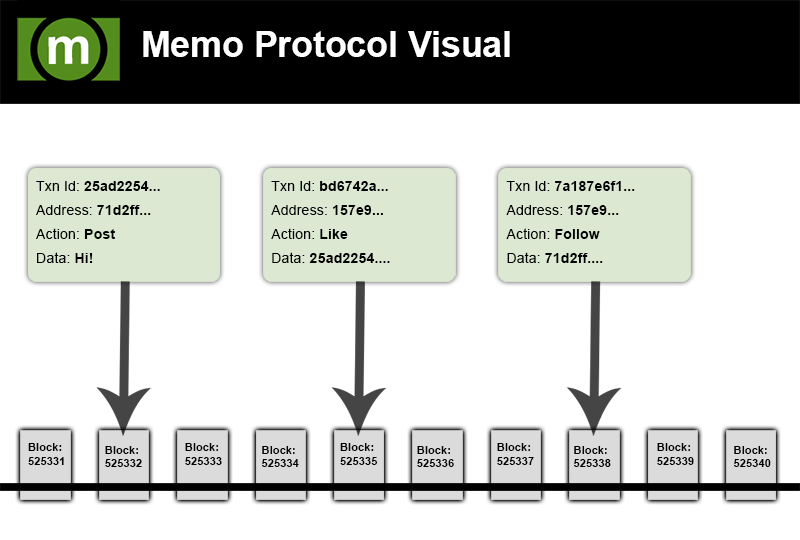 m
Memo Protocol Visual
Txn Id: 25ad2254...
Address: 71d2ff...
Action: Post
Data: Hi!
Txn Id: bd6742a...
Address: 157e9...
Action: Like
Data: 25ad2254....
Txn Id: 7a187e6f1...
Address: 157e9...
Action: Follow
Data: 71d2ff....
Block:
525331
Block:
525332
Block:
525333
Block:
525334
Block:
525335
Block:
525336
Block:
525337
Block:
525338
Block:
525339
Block:
525340